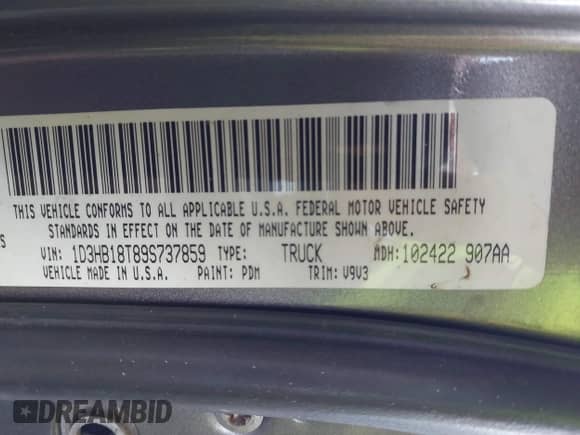 THIS VEHICLE CONFORMS TO ALL APPLICABLE U.S.A. FEDERAL MOTOR VEHICLE SAFETY
STANDARDS IN EFFECT ON THE DATE OF MANUFACTURE SHOWN ABOVE.
VIN: 1D3HB18T89S737859 TYPE: TRUCK MDH: 102422 907AA
VEHICLE MADE IN U.S.A. PAINT: PDM TRIM: V9V3
DREAMBID